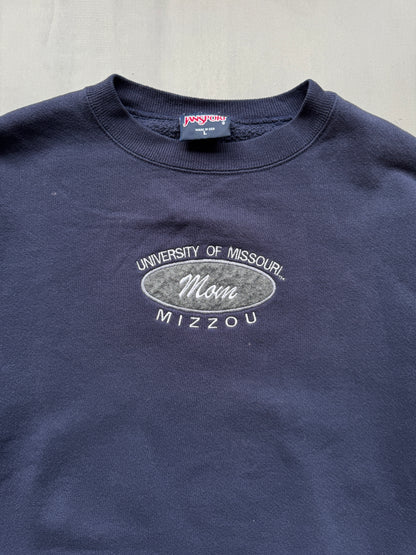 JANSPORT
MADE IN USA
L
UNIVERSITY OF MISSOURI
Mom
MIZZOU